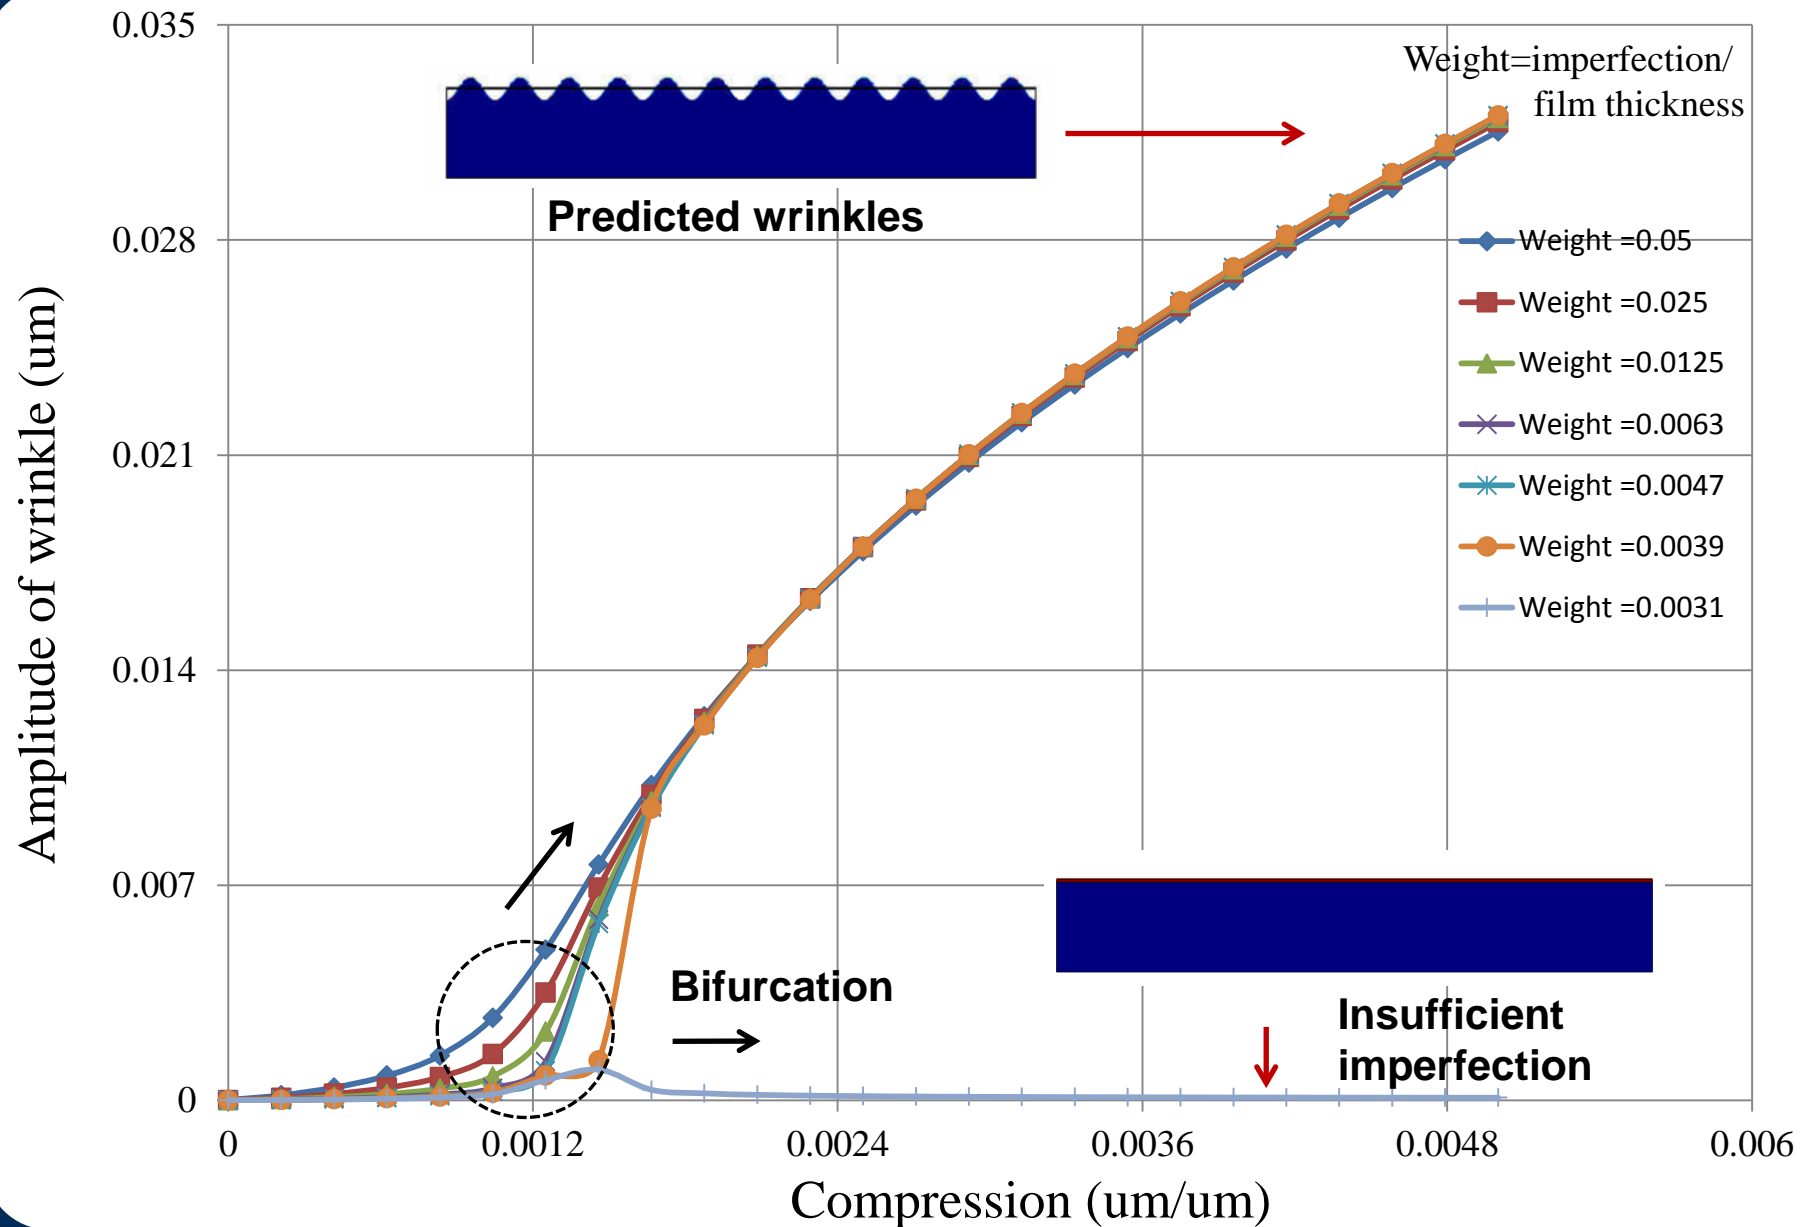 0.035
0.028
0.021
0.014
0.007
0
Amplitude of wrinkle (um)
Weight=imperfection/
film thickness
Predicted wrinkles
Weight =0.05
Weight =0.025
Weight =0.0125
Weight =0.0063
Weight =0.0047
Weight =0.0039
Weight =0.0031
Bifurcation
Insufficient
imperfection
0
0.0012
0.0024
0.0036
0.0048
0.006
Compression (um/um)